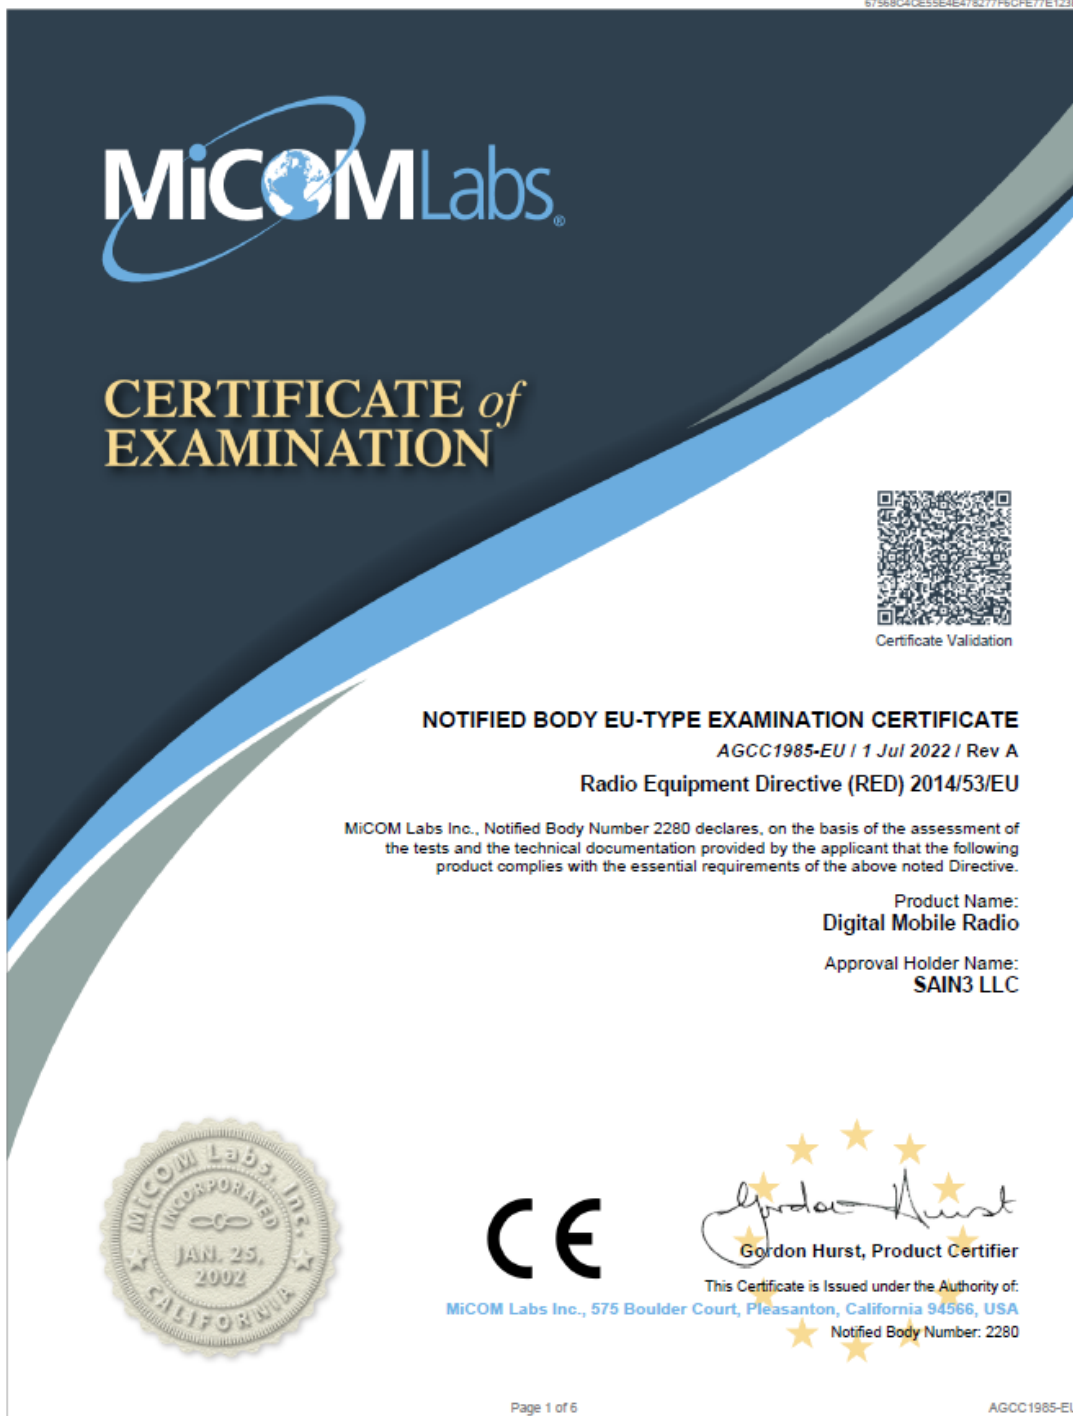 MiCOMLabs®
CERTIFICATE of
EXAMINATION
Certificate Validation
NOTIFIED BODY EU-TYPE EXAMINATION CERTIFICATE
AGCC1985-EU / 1 Jul 2022 / Rev A
Radio Equipment Directive (RED) 2014/53/EU
MiCOM Labs Inc., Notified Body Number 2280 declares, on the basis of the assessment of
the tests and the technical documentation provided by the applicant that the following
product complies with the essential requirements of the above noted Directive.
Product Name:
Digital Mobile Radio
Approval Holder Name:
SAIN3 LLC
MiCOM Labs, Inc.
INCORPORATED
JAN. 25,
2002
CALIFORNIA
CE
Gordon Hurst
Gordon Hurst, Product Certifier
This Certificate is Issued under the Authority of:
MiCOM Labs Inc., 575 Boulder Court, Pleasanton, California 94566, USA
Notified Body Number: 2280
Page 1 of 6
AGCC1985-EU